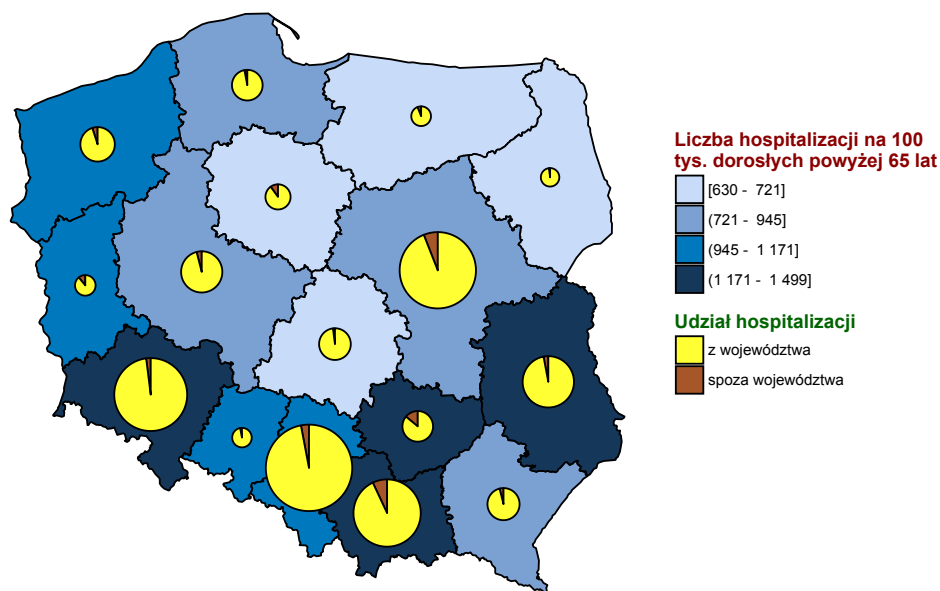 Liczba hospitalizacji na 100
tys. dorosłych powyżej 65 lat
[630 - 721]
(721 - 945]
(945 - 1 171]
(1 171 - 1 499]
Udział hospitalizacji
z województwa
spoza województwa